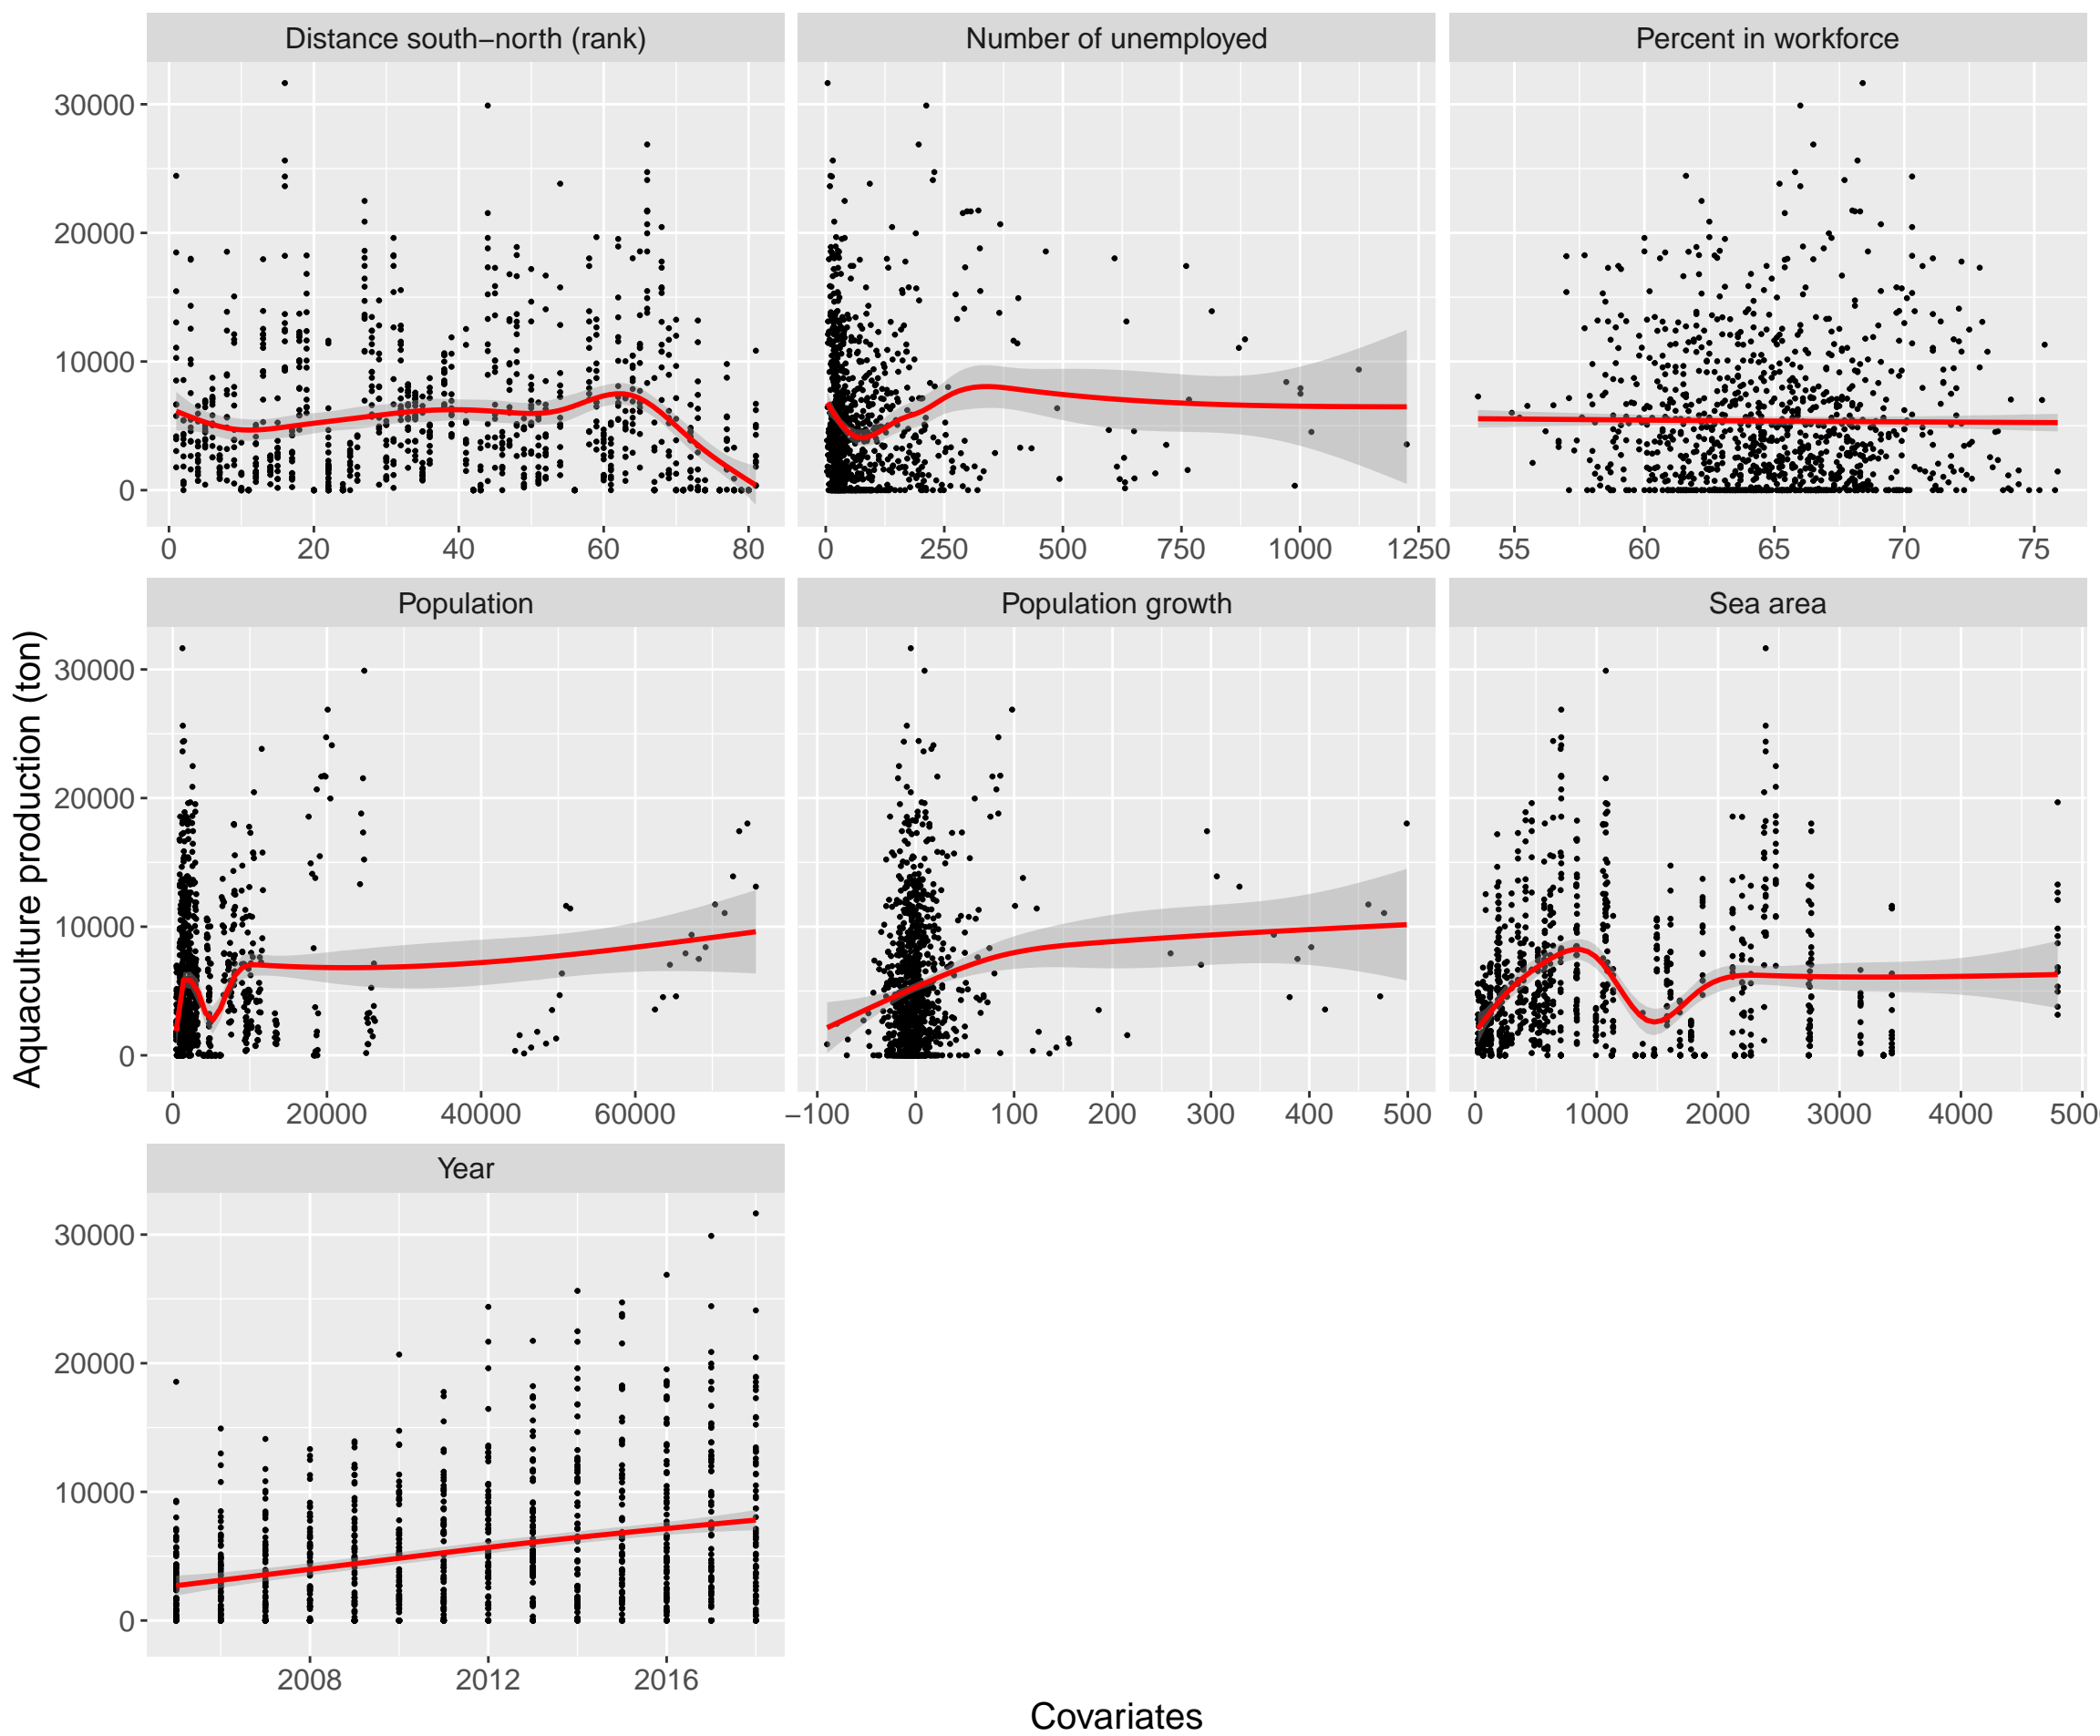 Distance south−north (rank) Number of unemployed Percent in workforce
30000
20000
10000
0
0 20 40 60 80 0 250 500 750 1000 1250 55 60 65 70 75
Population Population growth Sea area
30000
20000
10000
0
0 20000 40000 60000 −100 0 100 200 300 400 500 0 1000 2000 3000 4000 500
Year
30000
20000
10000
0
2008 2012 2016
Aquaculture production (ton)
Covariates